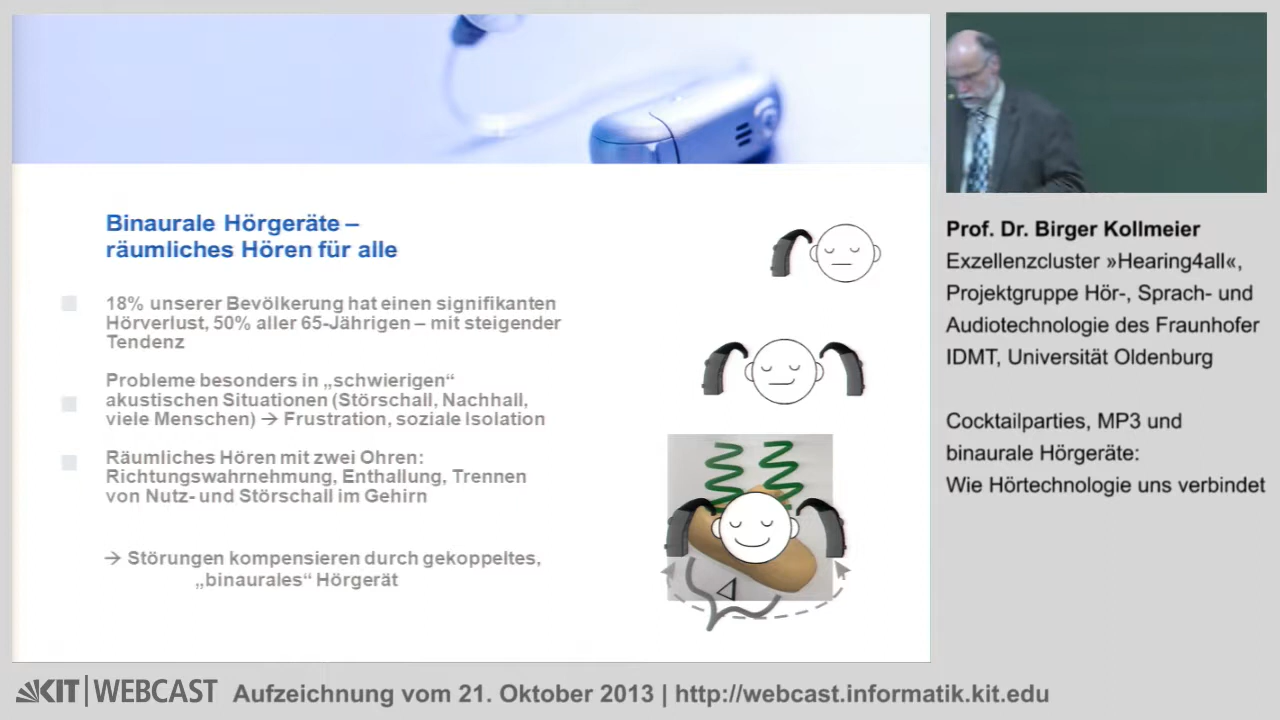 Binaurale Hörgeräte –
räumliches Hören für alle
18% unserer Bevölkerung hat einen signifikanten
Hörverlust, 50% aller 65-Jährigen – mit steigender
Tendenz
Probleme besonders in „schwierigen“
akustischen Situationen (Störschall, Nachhall,
viele Menschen) → Frustration, soziale Isolation
Räumliches Hören mit zwei Ohren:
Richtungswahrnehmung, Enthallung, Trennen
von Nutz- und Störschall im Gehirn
→ Störungen kompensieren durch gekoppeltes,
„binaurales“ Hörgerät
Prof. Dr. Birger Kollmeier
Exzellenzcluster »Hearing4all«,
Projektgruppe Hör-, Sprach- und
Audiotechnologie des Fraunhofer
IDMT, Universität Oldenburg
Cocktailparties, MP3 und
binaurale Hörgeräte:
Wie Hörtechnologie uns verbindet
KIT | WEBCAST Aufzeichnung vom 21. Oktober 2013 | http://webcast.informatik.kit.edu